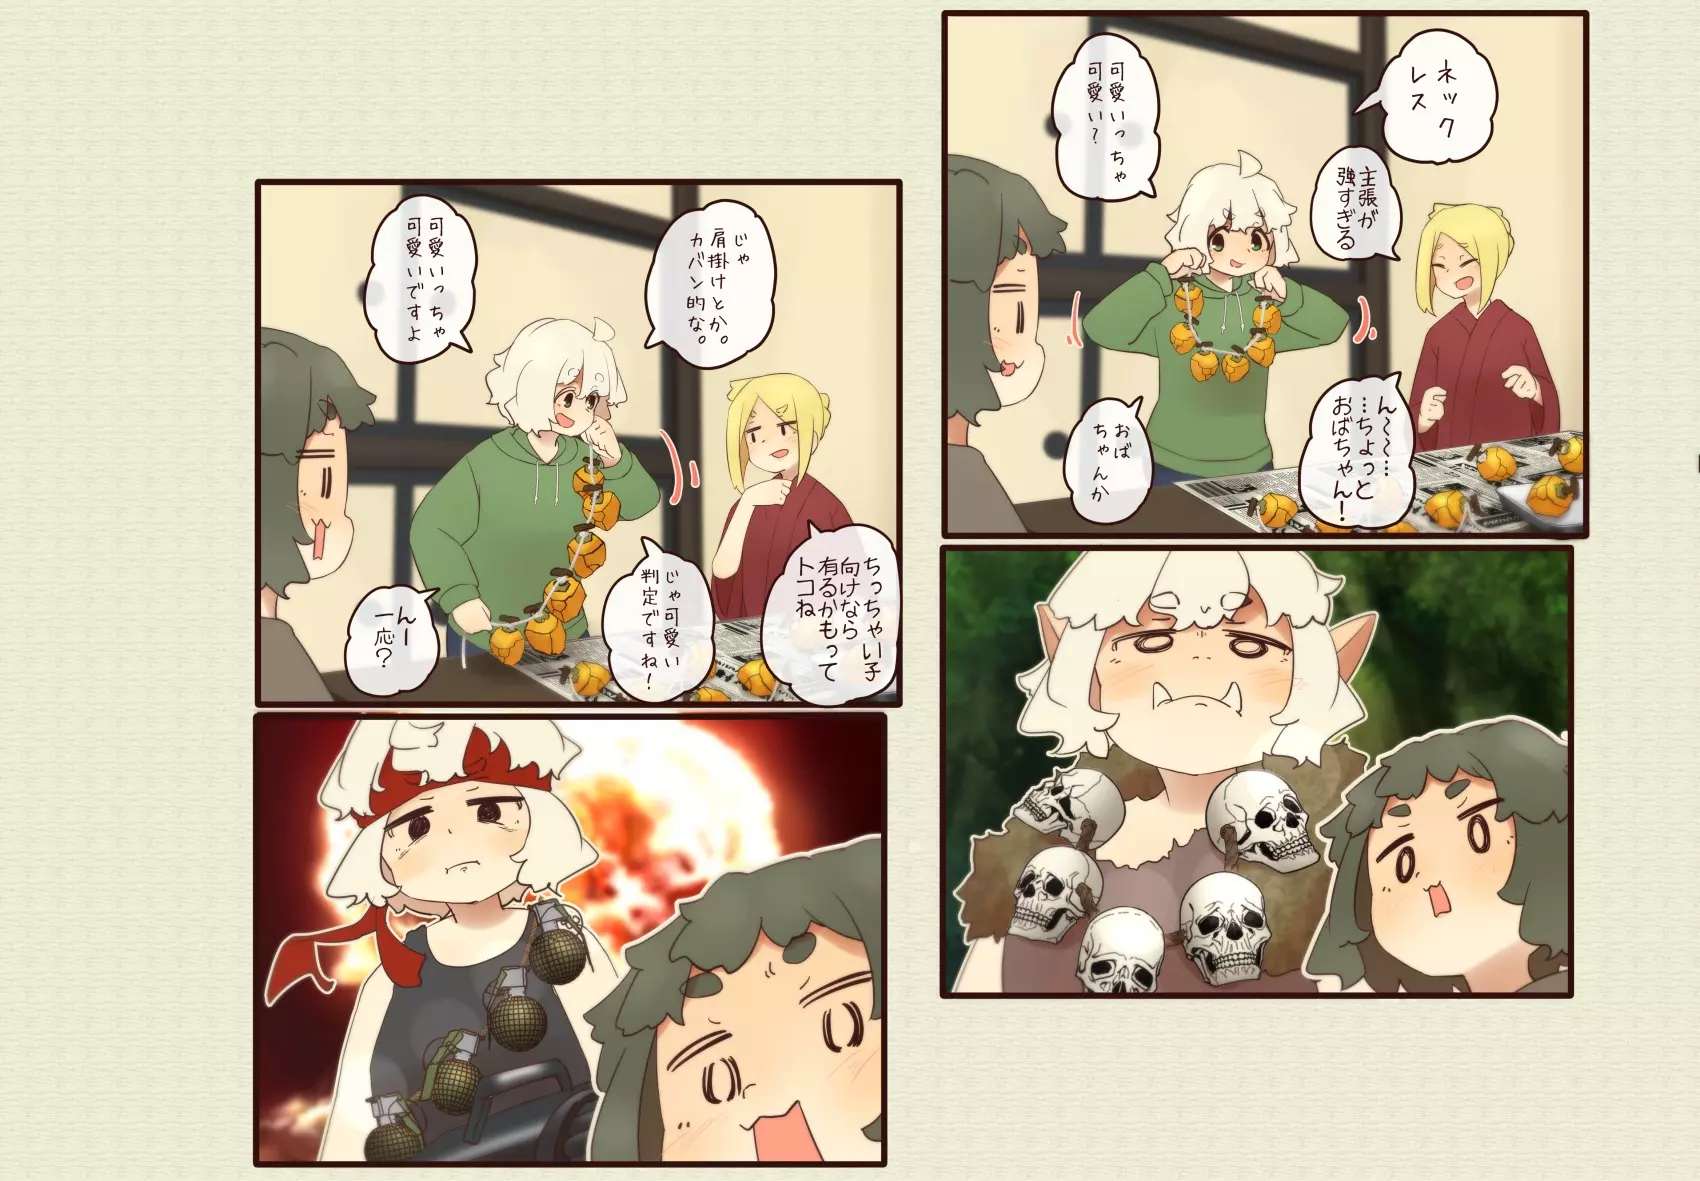 ネック
レス
主張が
強すぎる
可愛いっちゃ
可愛い？
ん～～～…
…ちょっと
おばちゃん！
おば
ちゃんか
じゃ
肩掛けとか。
カバン的な。
可愛いっちゃ
可愛いですよ
ちっちゃい子
向けなら
有るかもって
トコね
じゃ可愛い
判定ですね！
んー
一応？